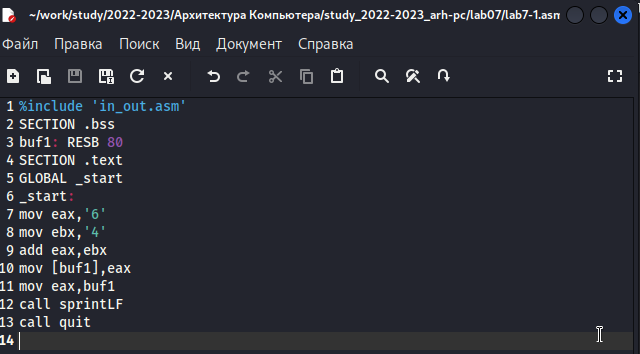 ~/work/study/2022-2023/Архитектура Компьютера/study_2022-2023_arh-pc/lab07/lab7-1.asm
Файл Правка Поиск Вид Документ Справка
1 %include 'in_out.asm'
2 SECTION .bss
3 buf1: RESB 80
4 SECTION .text
5 GLOBAL _start
6 _start:
7 mov eax,'6'
8 mov ebx,'4'
9 add eax,ebx
10 mov [buf1],eax
11 mov eax,buf1
12 call sprintLF
13 call quit
14